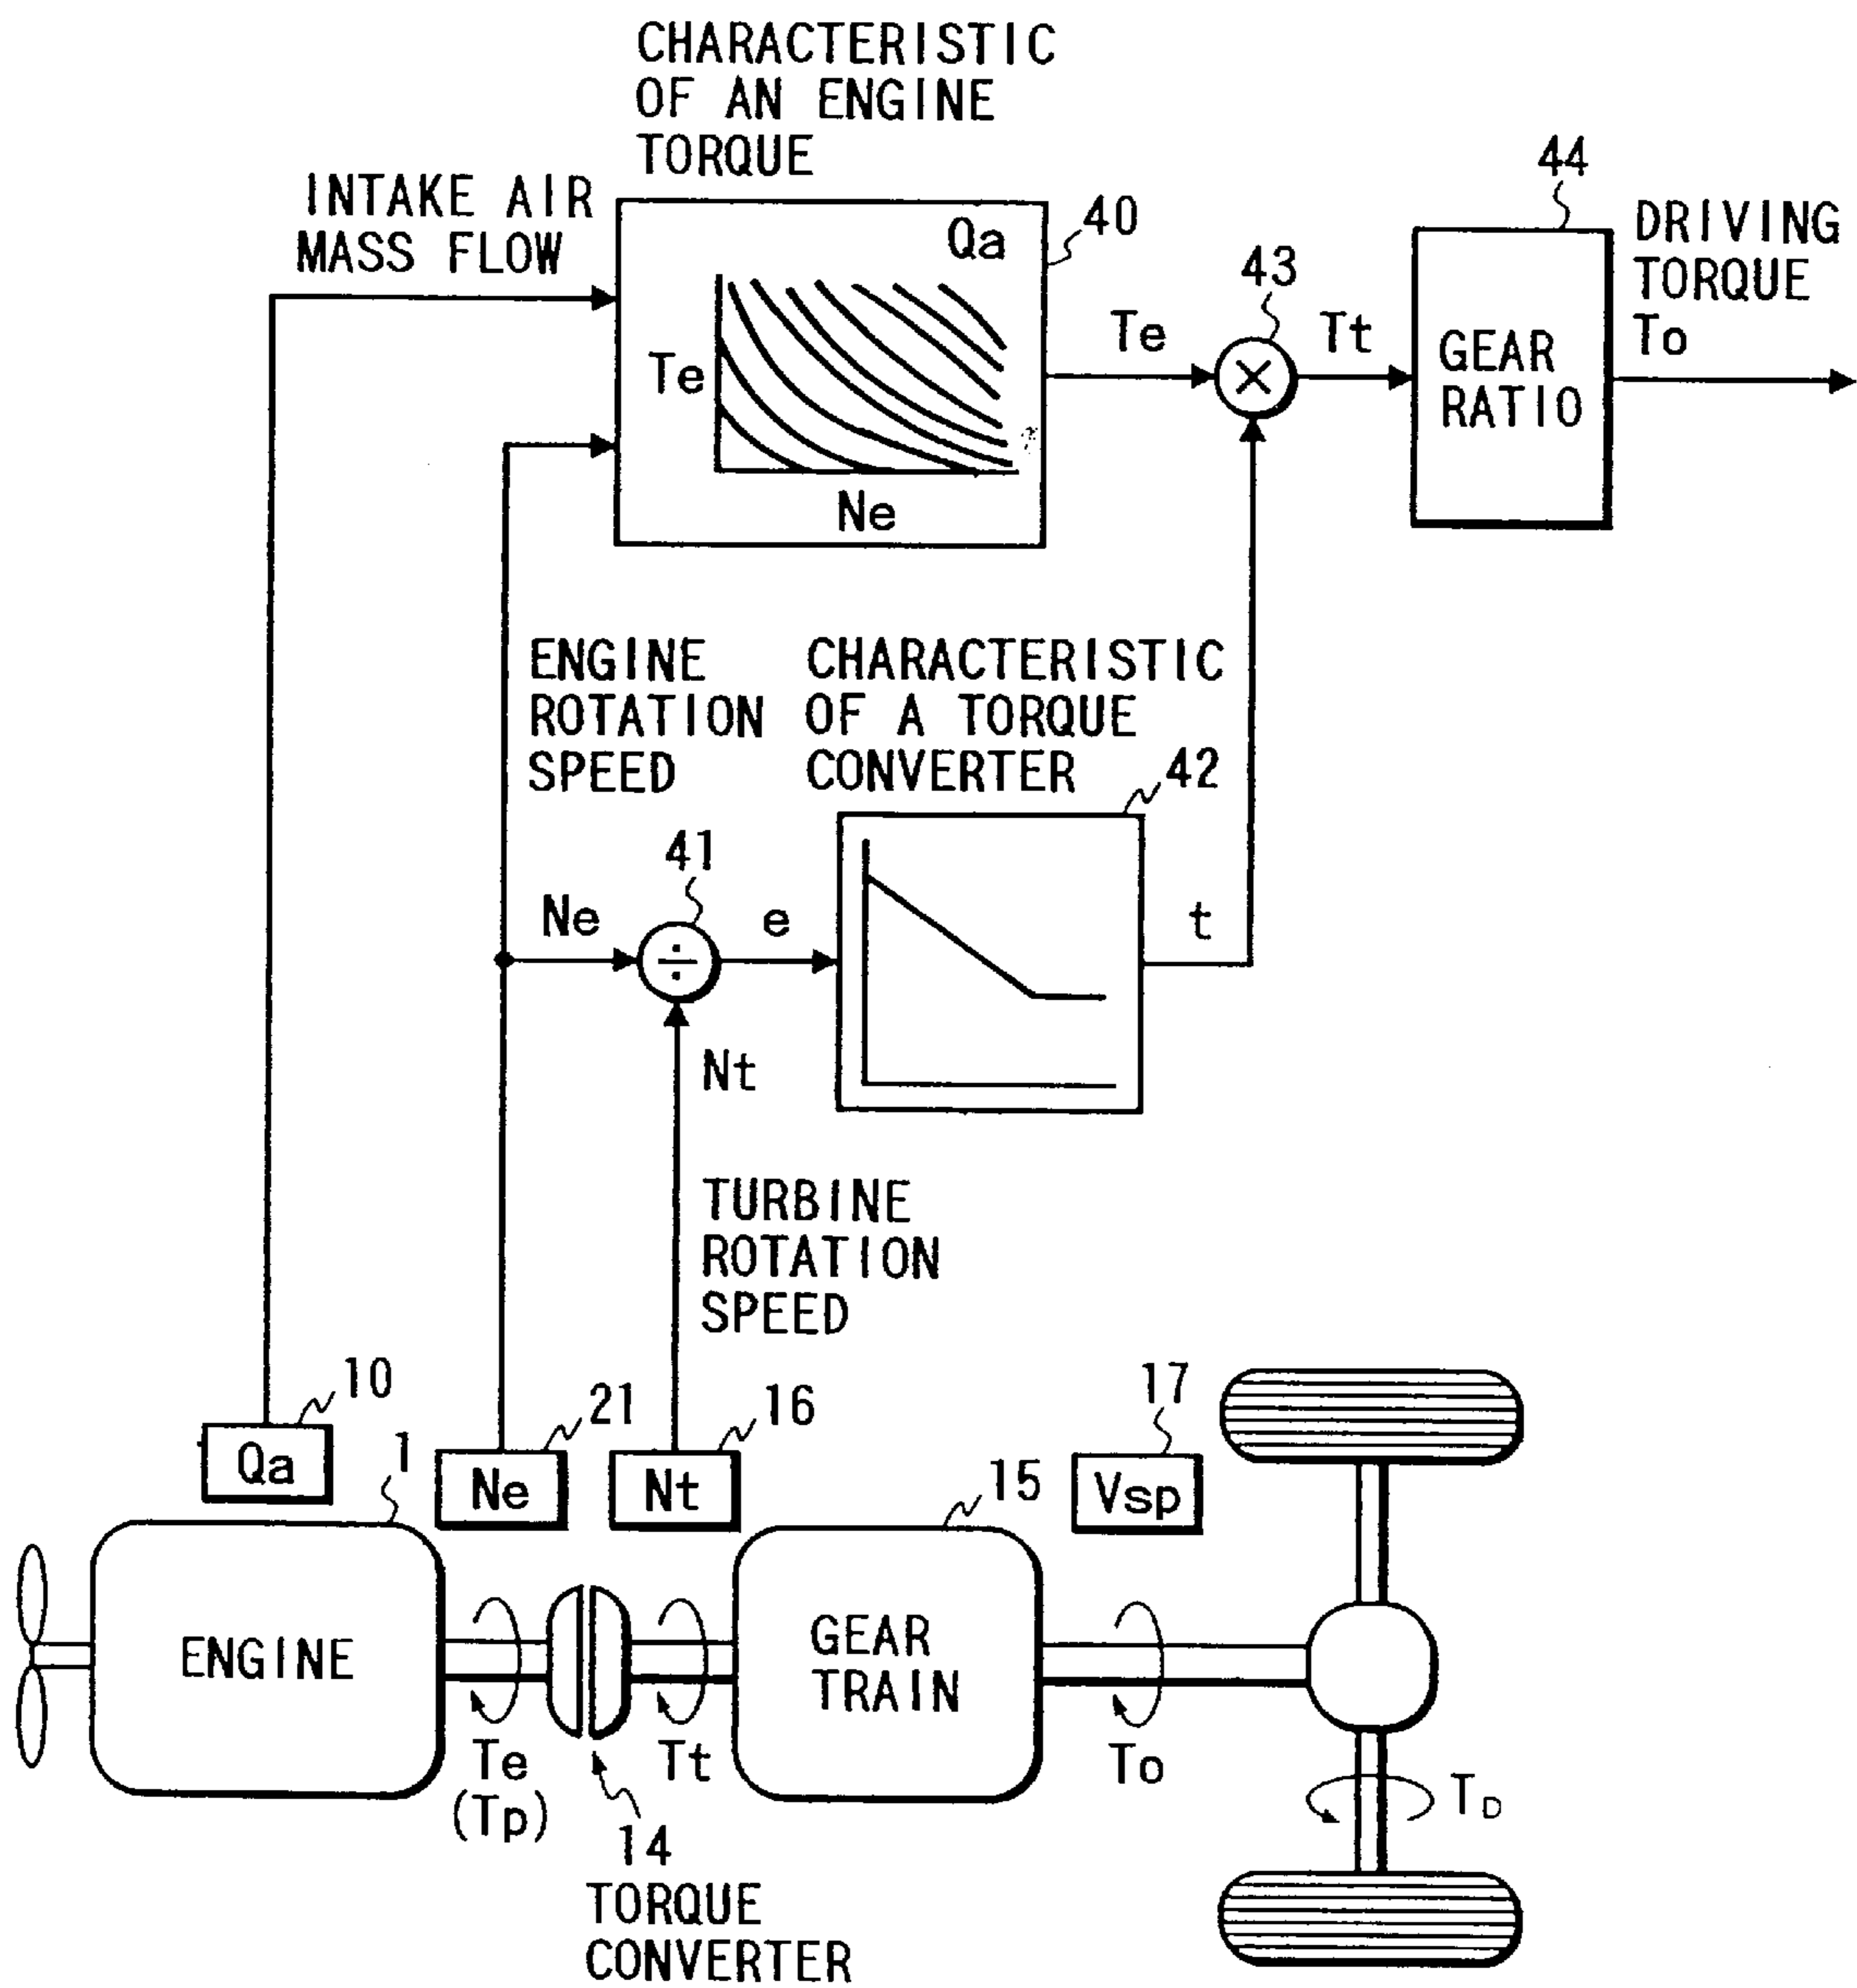 CHARACTERISTIC
OF AN ENGINE
TORQUE
INTAKE AIR
MASS FLOW
Qa
40
Te
Ne
Te
43
Tt
44
GEAR
RATIO
DRIVING
TORQUE
To
ENGINE
ROTATION
SPEED
CHARACTERISTIC
OF A TORQUE
CONVERTER
42
41
Ne
÷
e
t
Nt
TURBINE
ROTATION
SPEED
10
Qa
1
21
Ne
16
Nt
15
17
Vsp
ENGINE
GEAR
TRAIN
Te
(Tp)
Tt
To
TD
14
TORQUE
CONVERTER